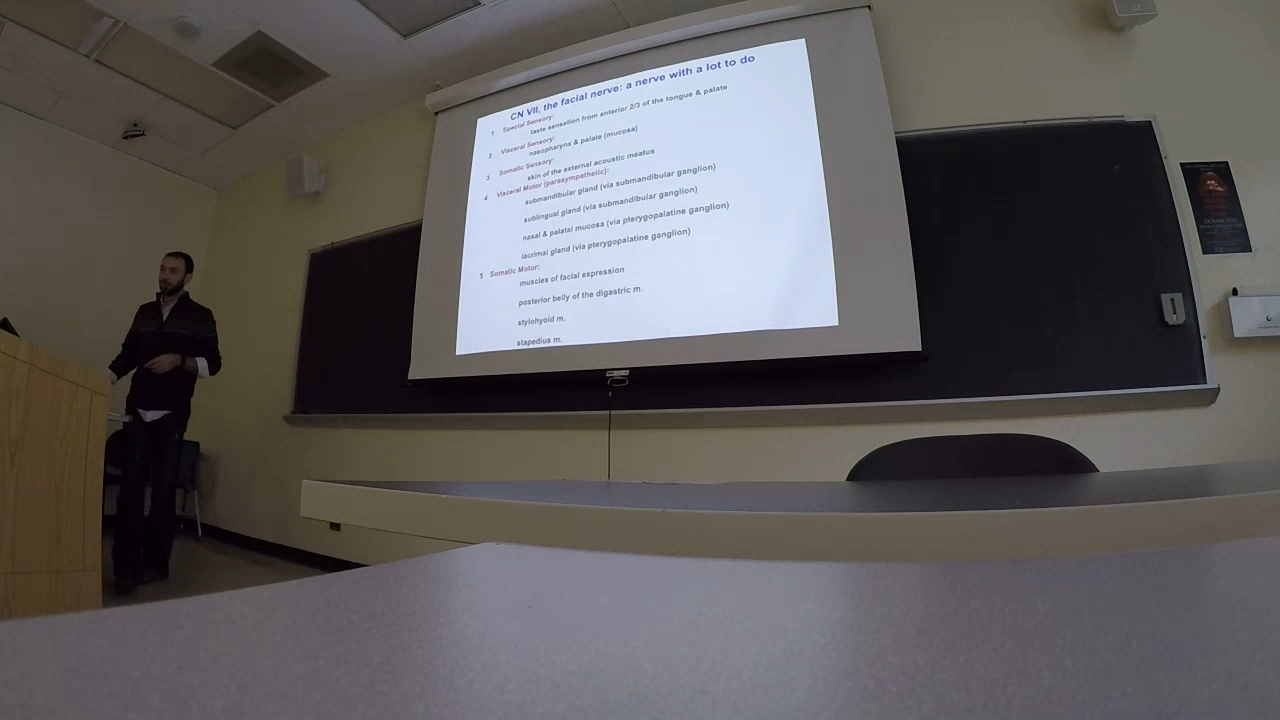 CN VII, the facial nerve: a nerve with a lot to do
1 Special Sensory:
taste sensation from anterior 2/3 of the tongue & palate
2 Visceral Sensory:
nasopharynx & palate (mucosa)
3 Somatic Sensory:
skin of the external acoustic meatus
4 Visceral Motor (parasympathetic):
submandibular gland (via submandibular ganglion)
sublingual gland (via submandibular ganglion)
nasal & palatal mucosa (via pterygopalatine ganglion)
lacrimal gland (via pterygopalatine ganglion)
5 Somatic Motor:
muscles of facial expression
posterior belly of the digastric m.
stylohyoid m.
stapedius m.